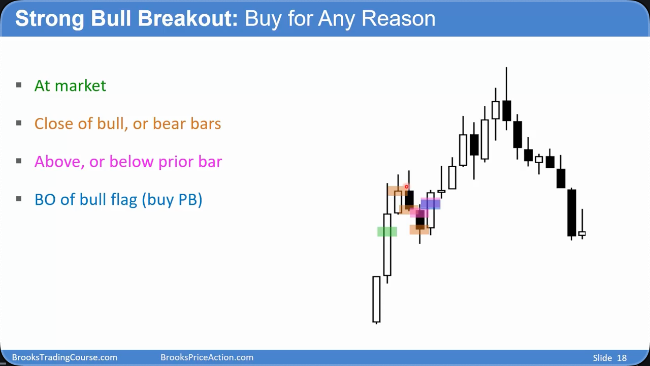 Strong Bull Breakout: Buy for Any Reason
At market
Close of bull, or bear bars
Above, or below prior bar
BO of bull flag (buy PB)
BrooksTradingCourse.com
BrooksPriceAction.com
Slide 18